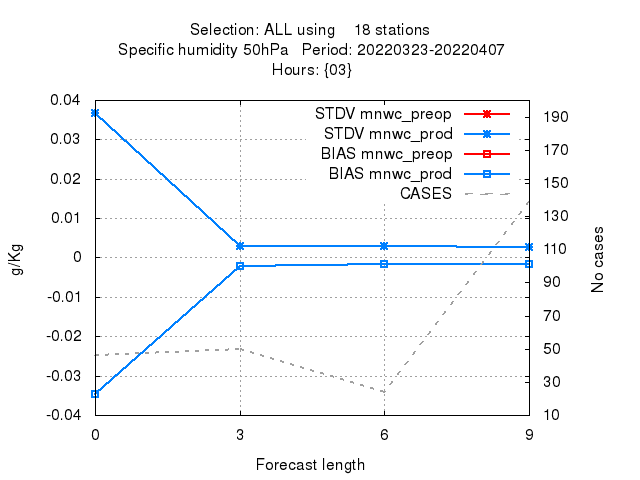 Selection: ALL using 18 stations
Specific humidity 50hPa Period: 20220323-20220407
Hours: {03}
STDV mnwc_preop
STDV mnwc_prod
BIAS mnwc_preop
BIAS mnwc_prod
CASES
0.04
0.03
0.02
0.01
0
-0.01
-0.02
-0.03
-0.04
g/Kg
190
170
150
130
110
90
70
50
30
10
No cases
0 3 6 9
Forecast length